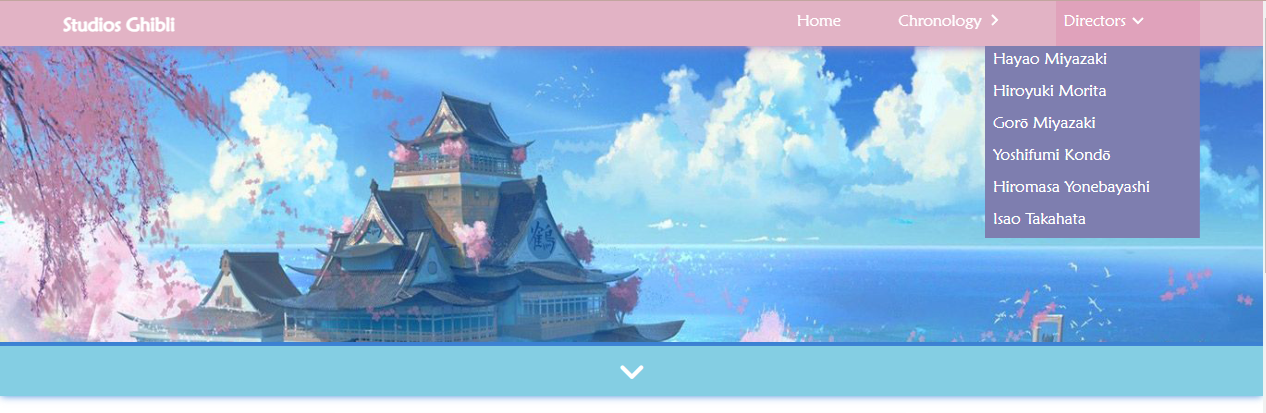 Studios Ghibli
Home
Chronology
Directors
Hayao Miyazaki
Hiroyuki Morita
Gorō Miyazaki
Yoshifumi Kondō
Hiromasa Yonebayashi
Isao Takahata